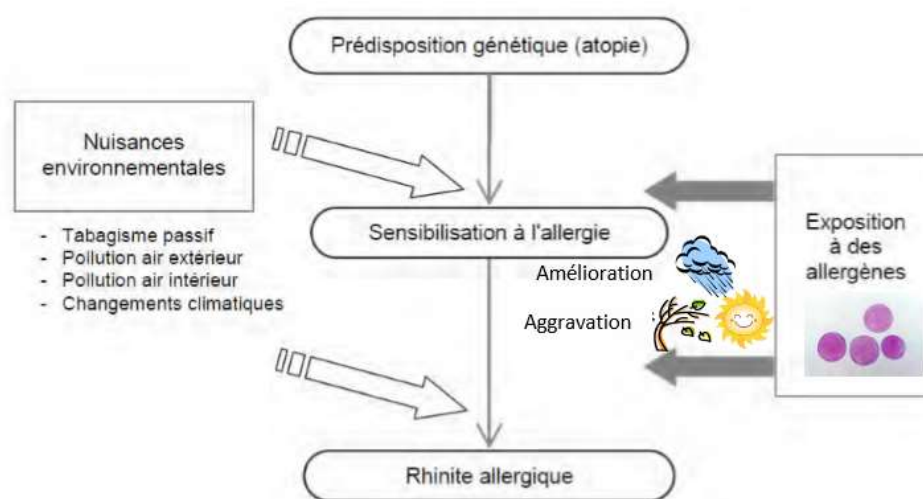 Prédisposition génétique (atopie)
Nuisances
environnementales
- Tabagisme passif
- Pollution air extérieur
- Pollution air intérieur
- Changements climatiques
Sensibilisation à l'allergie
Amélioration
Aggravation
Exposition
à des
allergènes
Rhinite allergique